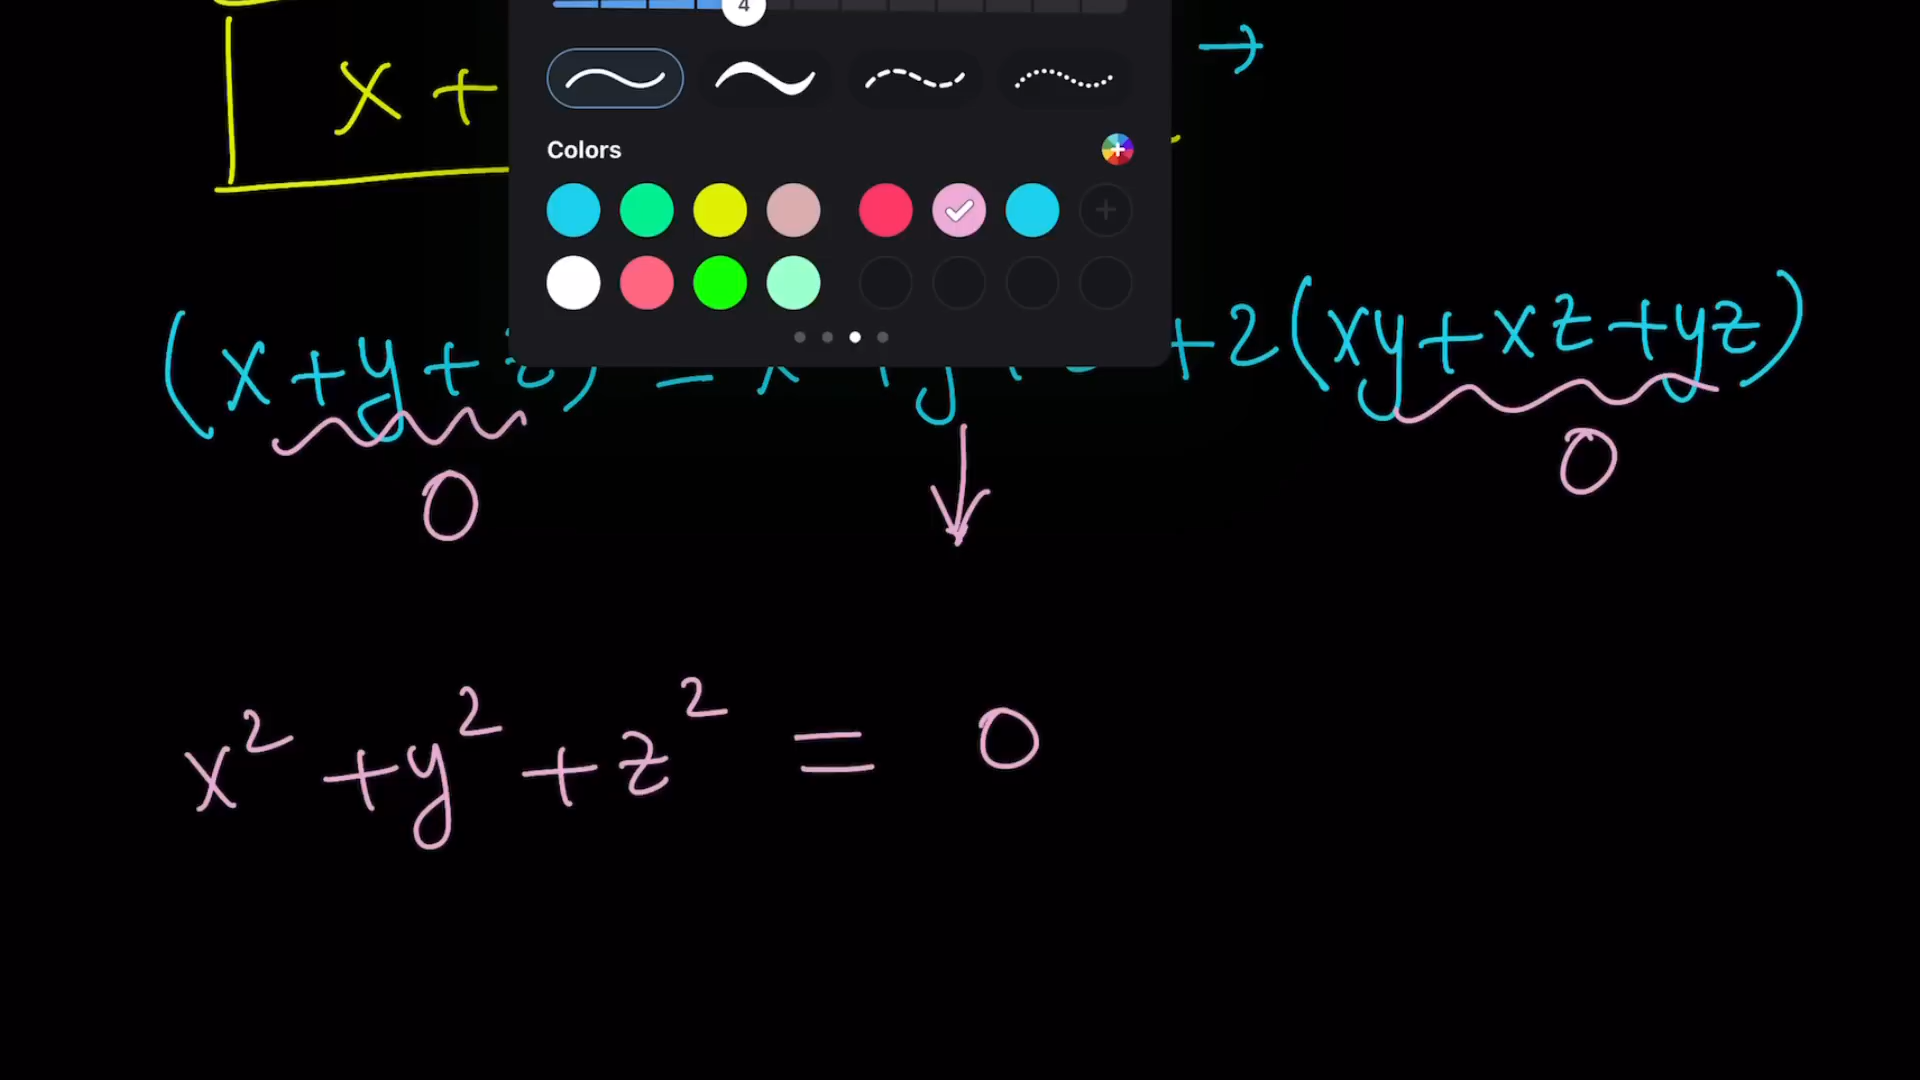 4
→
x +
Colors
(x+y+z) = x + y + 2(xy+xz+yz)
0
0
x² + y² + z² = 0